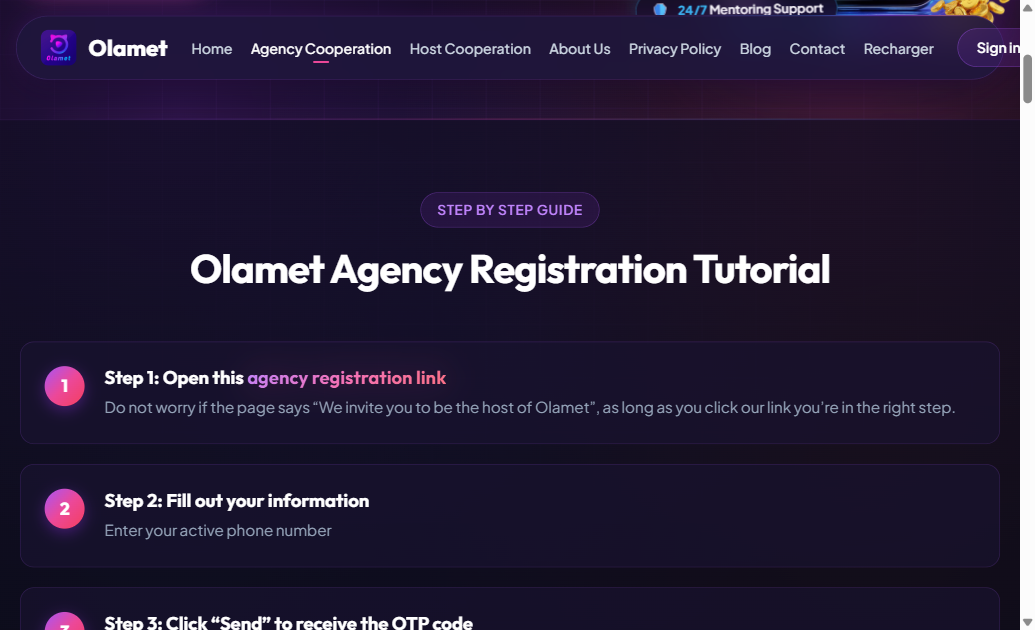 24/7 Mentoring Support
Olamet
Olamet
Home
Agency Cooperation
Host Cooperation
About Us
Privacy Policy
Blog
Contact
Recharger
Sign in
STEP BY STEP GUIDE
Olamet Agency Registration Tutorial
1
Step 1: Open this agency registration link
Do not worry if the page says “We invite you to be the host of Olamet”, as long as you click our link you’re in the right step.
2
Step 2: Fill out your information
Enter your active phone number
3
Step 3: Click “Send” to receive the OTP code